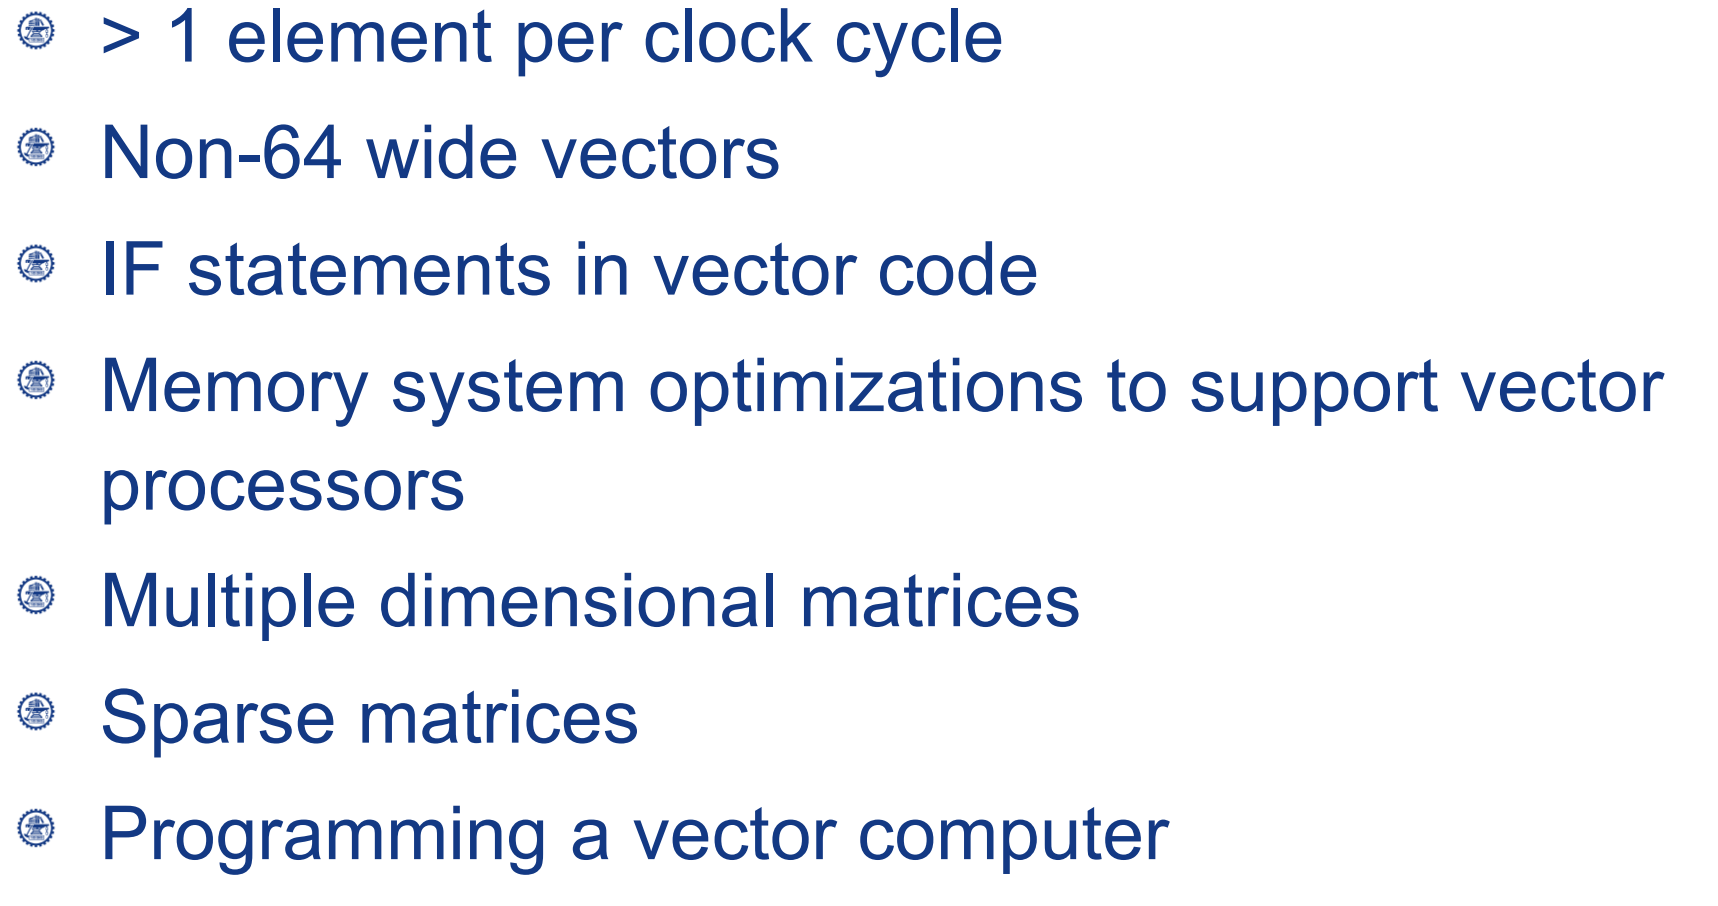 > 1 element per clock cycle
Non-64 wide vectors
IF statements in vector code
Memory system optimizations to support vector
processors
Multiple dimensional matrices
Sparse matrices
Programming a vector computer